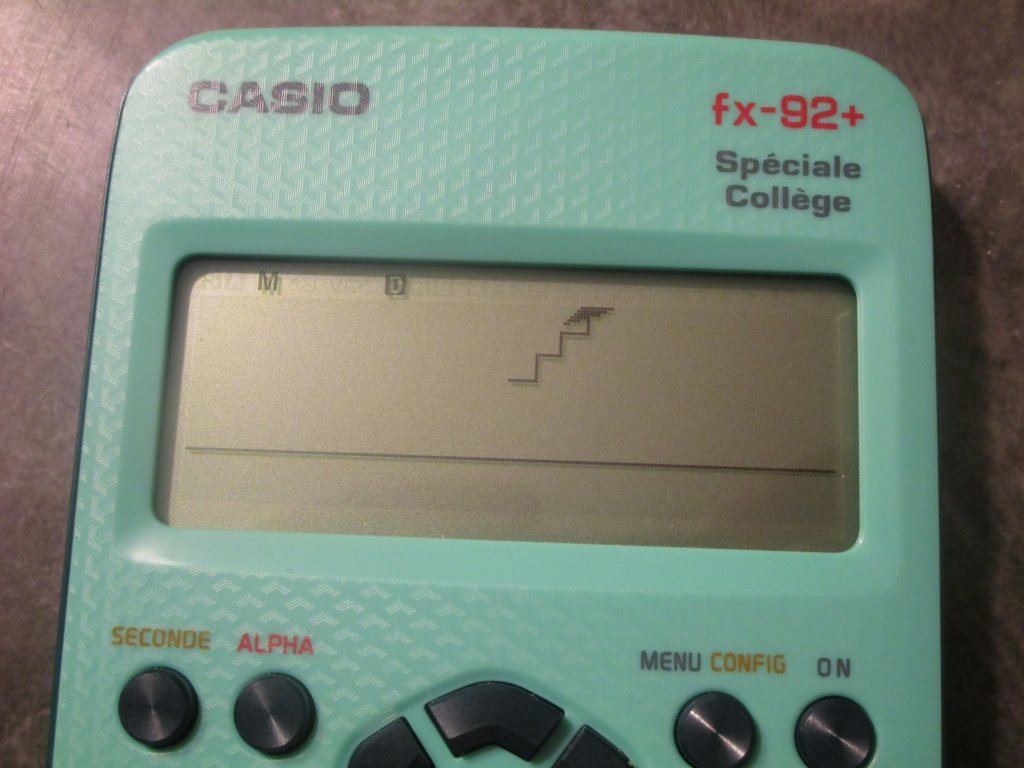 CASIO
fx-92+
Spéciale
Collège
M D
SECONDE ALPHA
MENU CONFIG ON